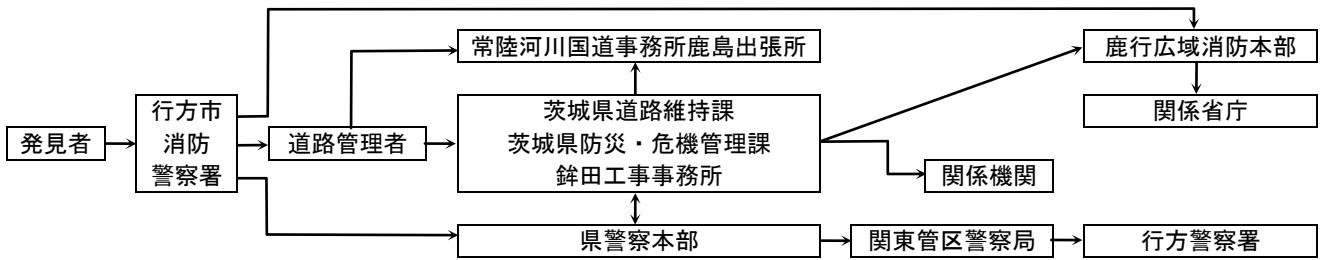 常陸河川国道事務所鹿島出張所
鹿行広域消防本部
発見者
行方市
消防
警察署
道路管理者
茨城県道路維持課
茨城県防災・危機管理課
鉾田工事事務所
関係省庁
関係機関
県警察本部
関東管区警察局
行方警察署